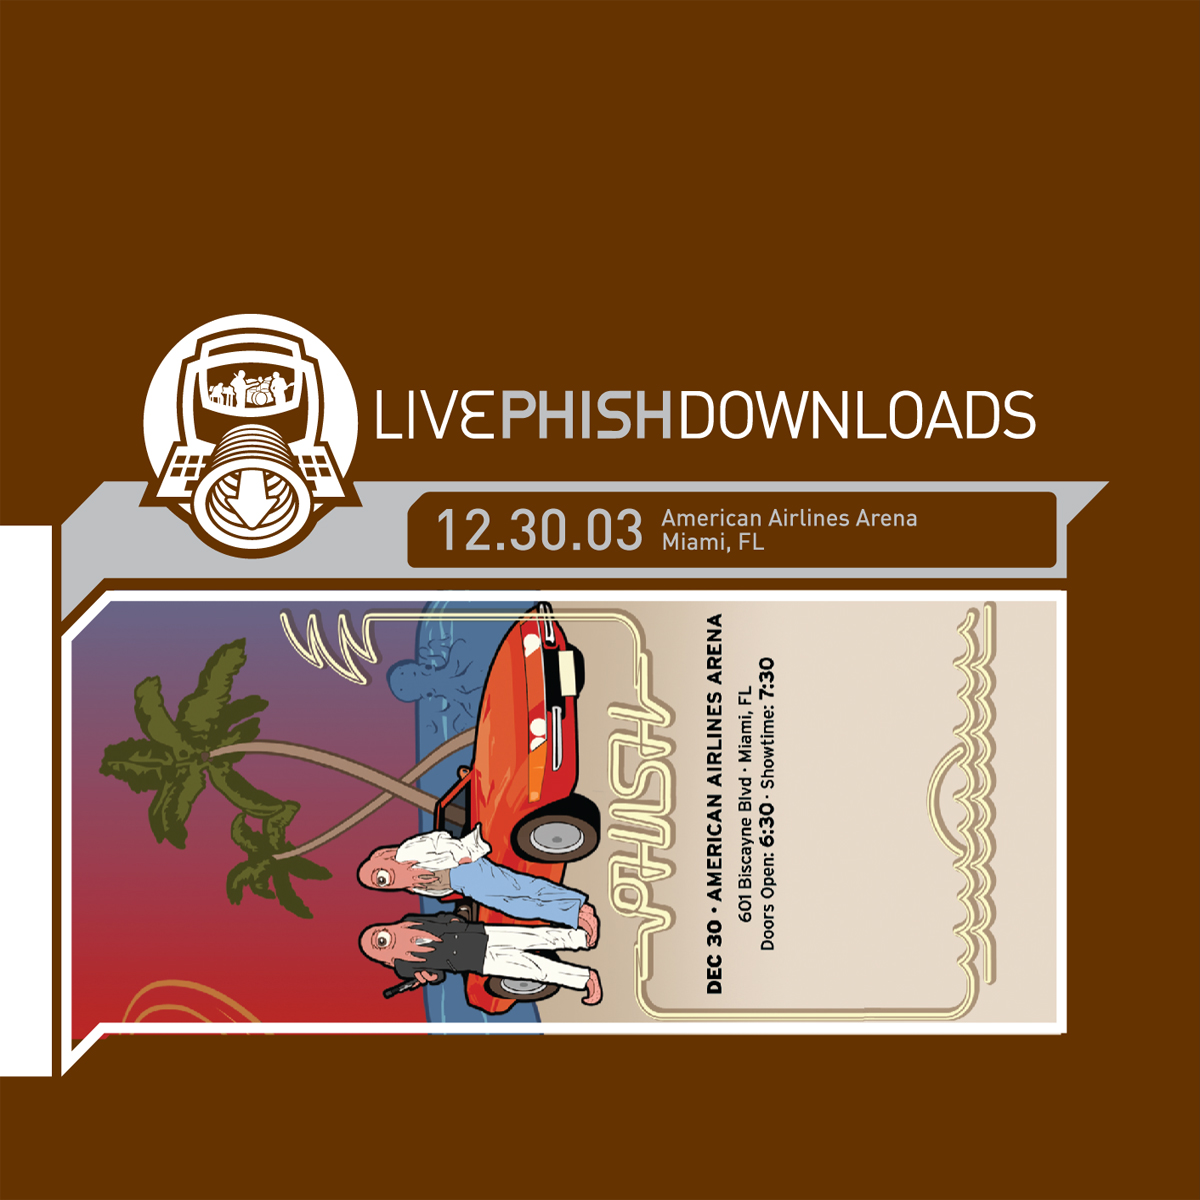 LIVEPHISHDOWNLOADS
12.30.03
American Airlines Arena
Miami, FL
PHISH
DEC 30 · AMERICAN AIRLINES ARENA
601 Biscayne Blvd · Miami, FL
Doors Open: 6:30 · Showtime: 7:30